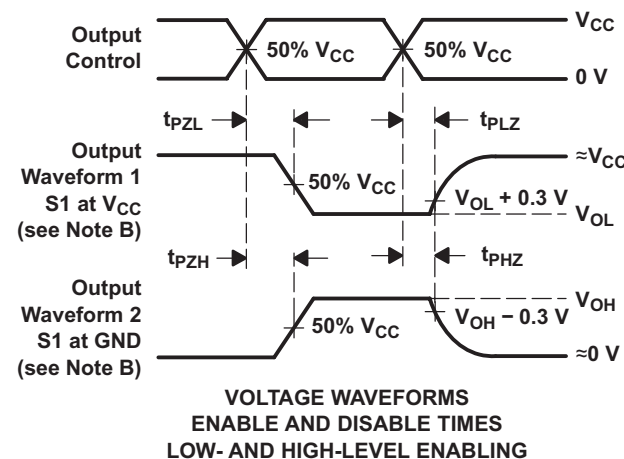 Output
Control
50% VCC
50% VCC
VCC
0 V
tPZL
tPLZ
Output
Waveform 1
S1 at VCC
(see Note B)
50% VCC
≈VCC
VOL + 0.3 V
VOL
tPZH
tPHZ
Output
Waveform 2
S1 at GND
(see Note B)
50% VCC
VOH
VOH − 0.3 V
≈0 V
VOLTAGE WAVEFORMS
ENABLE AND DISABLE TIMES
LOW- AND HIGH-LEVEL ENABLING